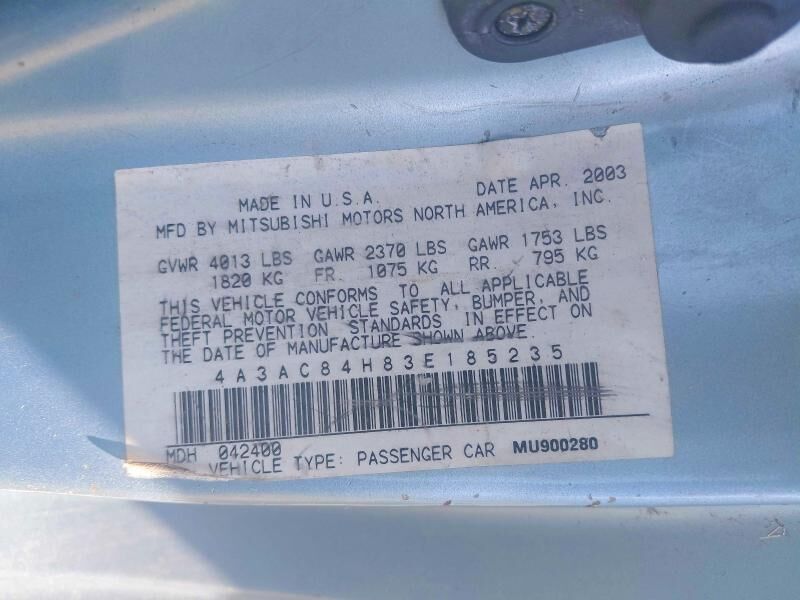 MADE IN U.S.A. DATE APR. 2003
MFD BY MITSUBISHI MOTORS NORTH AMERICA, INC.
GVWR 4013 LBS GAWR 2370 LBS GAWR 1753 LBS
1820 KG FR 1075 KG RR 795 KG
THIS VEHICLE CONFORMS TO ALL APPLICABLE
FEDERAL MOTOR VEHICLE SAFETY, BUMPER, AND
THEFT PREVENTION STANDARDS IN EFFECT ON
THE DATE OF MANUFACTURE SHOWN ABOVE.
4A3AC84H83E185235
MDH 042400
VEHICLE TYPE: PASSENGER CAR MU900280